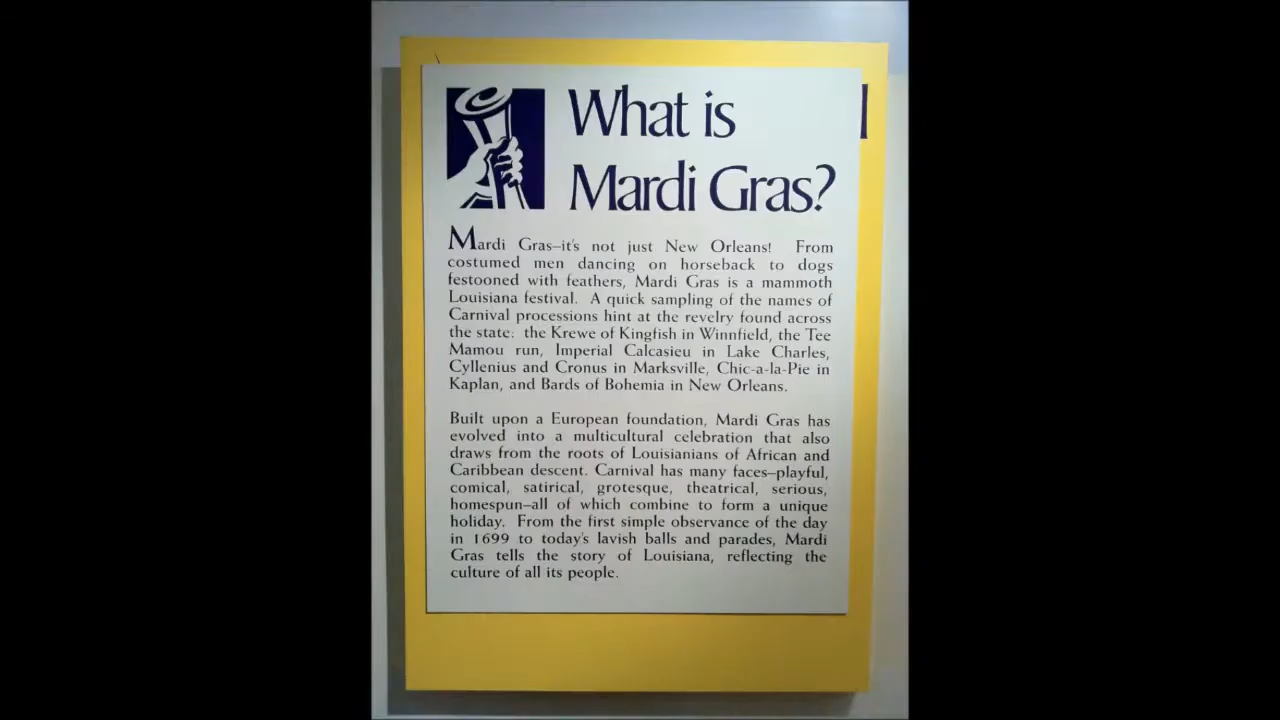 What is
Mardi Gras?
Mardi Gras–it's not just New Orleans! From
costumed men dancing on horseback to dogs
festooned with feathers, Mardi Gras is a mammoth
Louisiana festival. A quick sampling of the names of
Carnival processions hint at the revelry found across
the state: the Krewe of Kingfish in Winnfield, the Tee
Mamou run, Imperial Calcasieu in Lake Charles,
Cyllenius and Cronus in Marksville, Chic-a-la-Pie in
Kaplan, and Bards of Bohemia in New Orleans.
Built upon a European foundation, Mardi Gras has
evolved into a multicultural celebration that also
draws from the roots of Louisianians of African and
Caribbean descent. Carnival has many faces–playful,
comical, satirical, grotesque, theatrical, serious,
homespun–all of which combine to form a unique
holiday. From the first simple observance of the day
in 1699 to today's lavish balls and parades, Mardi
Gras tells the story of Louisiana, reflecting the
culture of all its people.